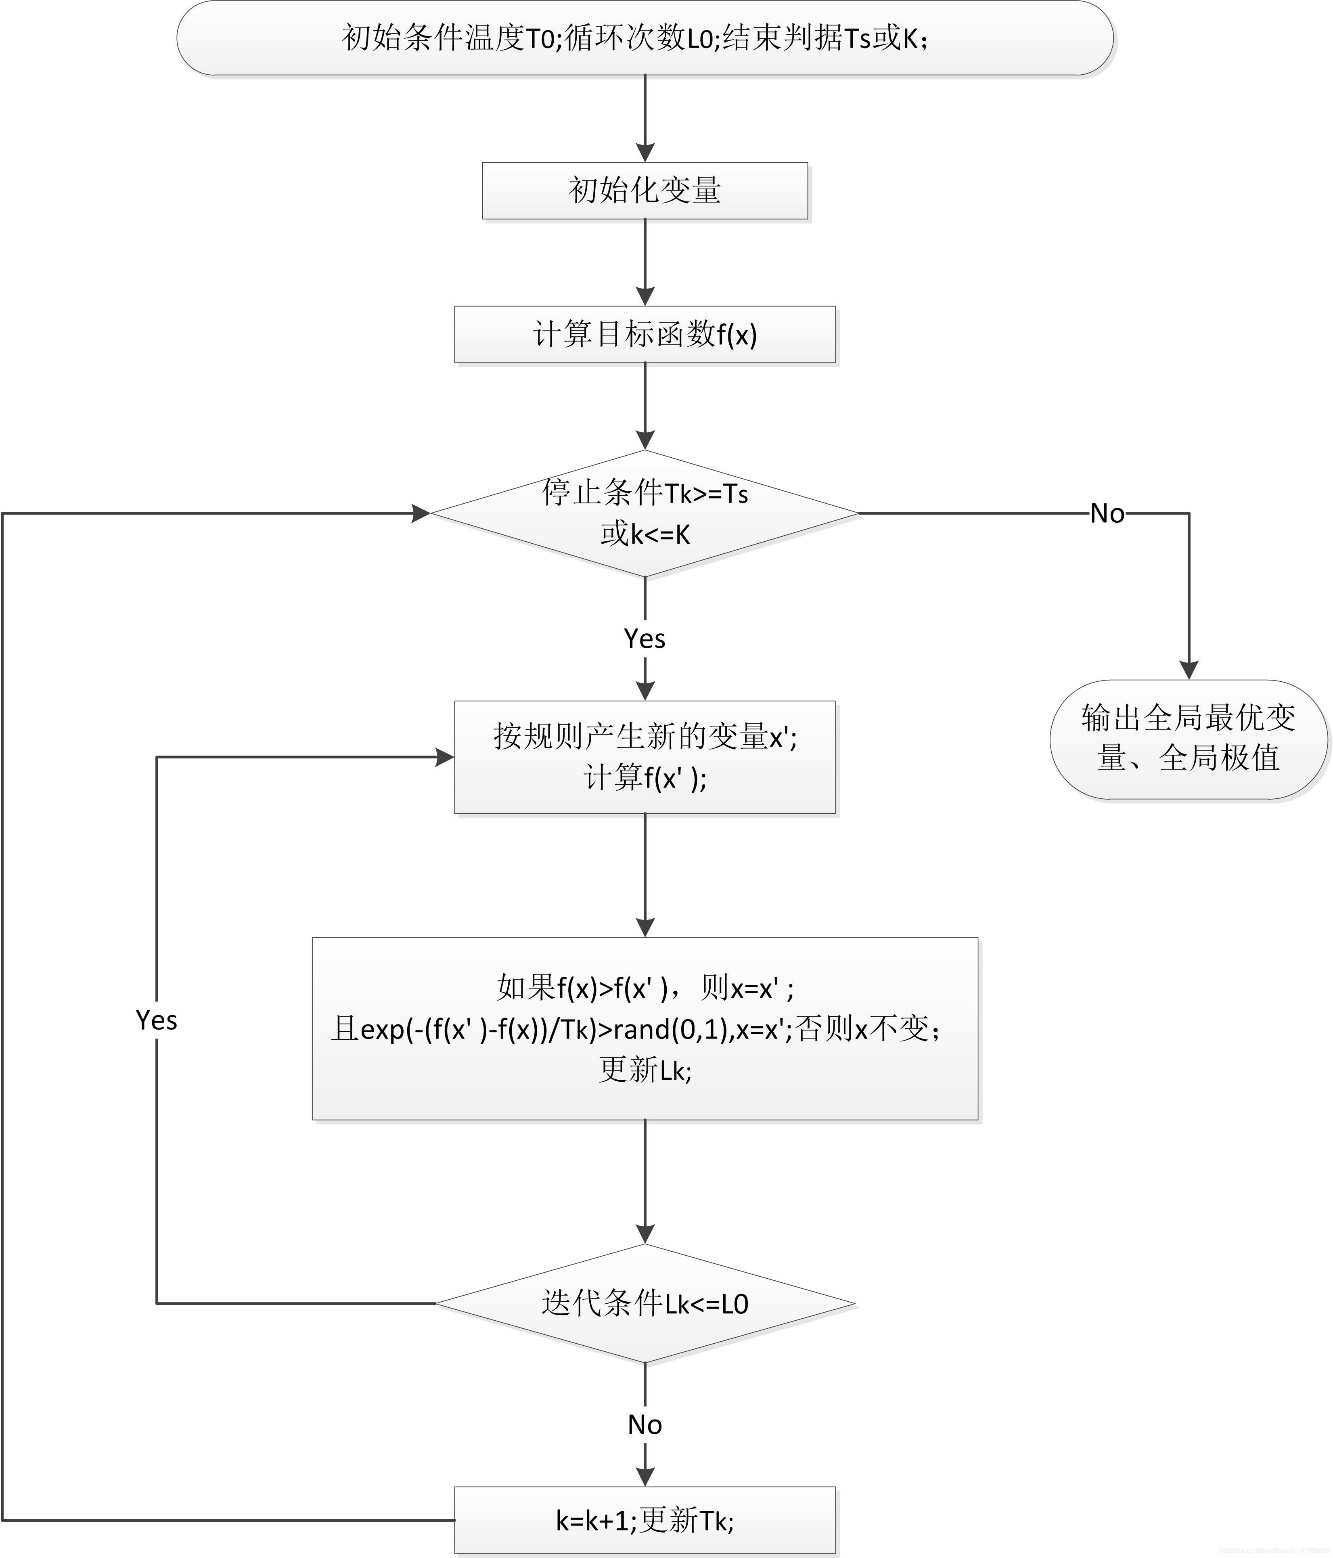 初始条件温度T0;循环次数L0;结束判据Ts或K；
初始化变量
计算目标函数f(x)
停止条件Tk>=Ts
或k<=K
No
Yes
按规则产生新的变量x';
计算f(x' );
输出全局最优变
量、全局极值
如果f(x)>f(x' )，则x=x' ;
且exp(-(f(x' )-f(x))/Tk)>rand(0,1),x=x';否则x不变；
更新Lk;
Yes
迭代条件Lk<=L0
No
k=k+1;更新Tk;